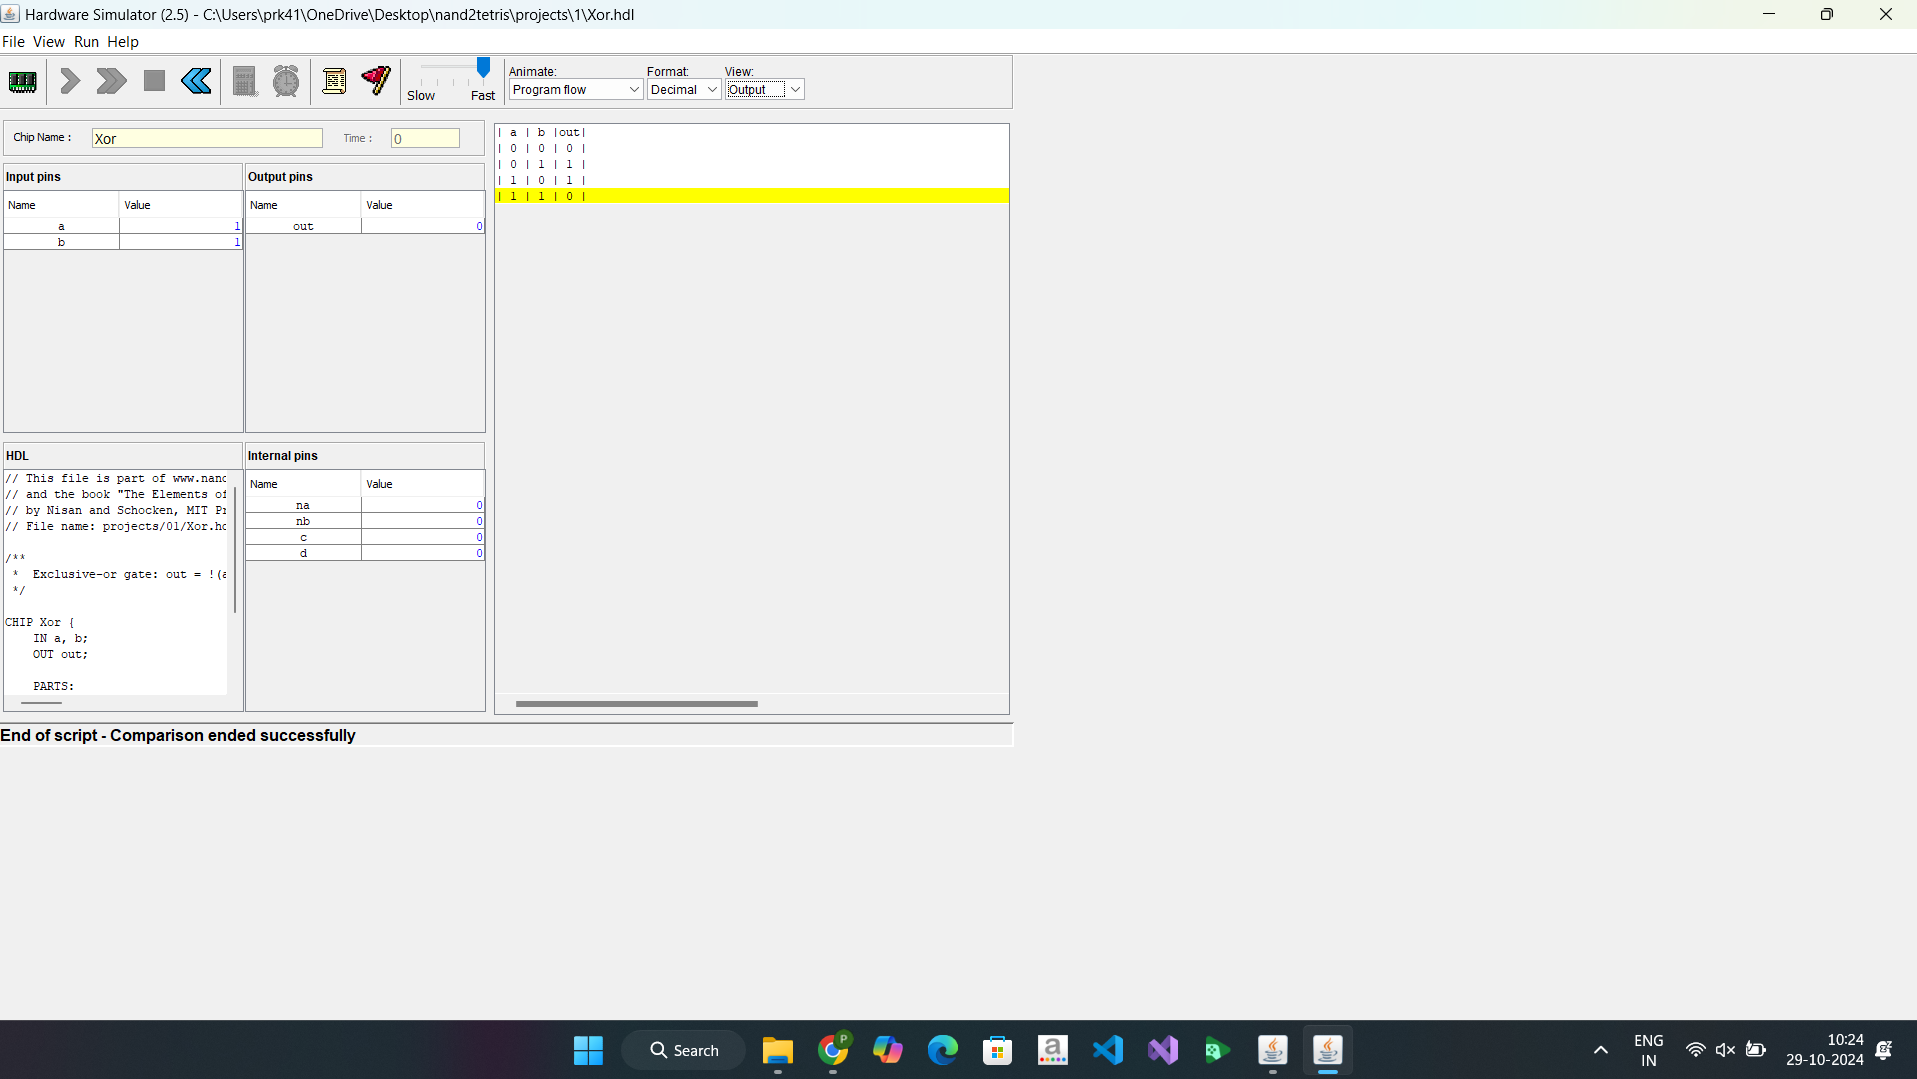 Hardware Simulator (2.5) - C:\Users\prk41\OneDrive\Desktop\nand2tetris\projects\1\Xor.hdl
File View Run Help
Slow Fast
Animate: Format: View:
Program flow Decimal Output
Chip Name : Xor Time : 0
Input pins
Name Value
a 1
b 1
Output pins
Name Value
out 0
HDL
// This file is part of www.nand
// and the book "The Elements of
// by Nisan and Schocken, MIT Pr
// File name: projects/01/Xor.hd
/**
* Exclusive-or gate: out = !(a
*/
CHIP Xor {
IN a, b;
OUT out;
PARTS:
Internal pins
Name Value
na 0
nb 0
c 0
d 0
| a | b |out|
| 0 | 0 | 0 |
| 0 | 1 | 1 |
| 1 | 0 | 1 |
| 1 | 1 | 0 |
End of script - Comparison ended successfully
Search
P
a
ENG
IN
10:24
29-10-2024